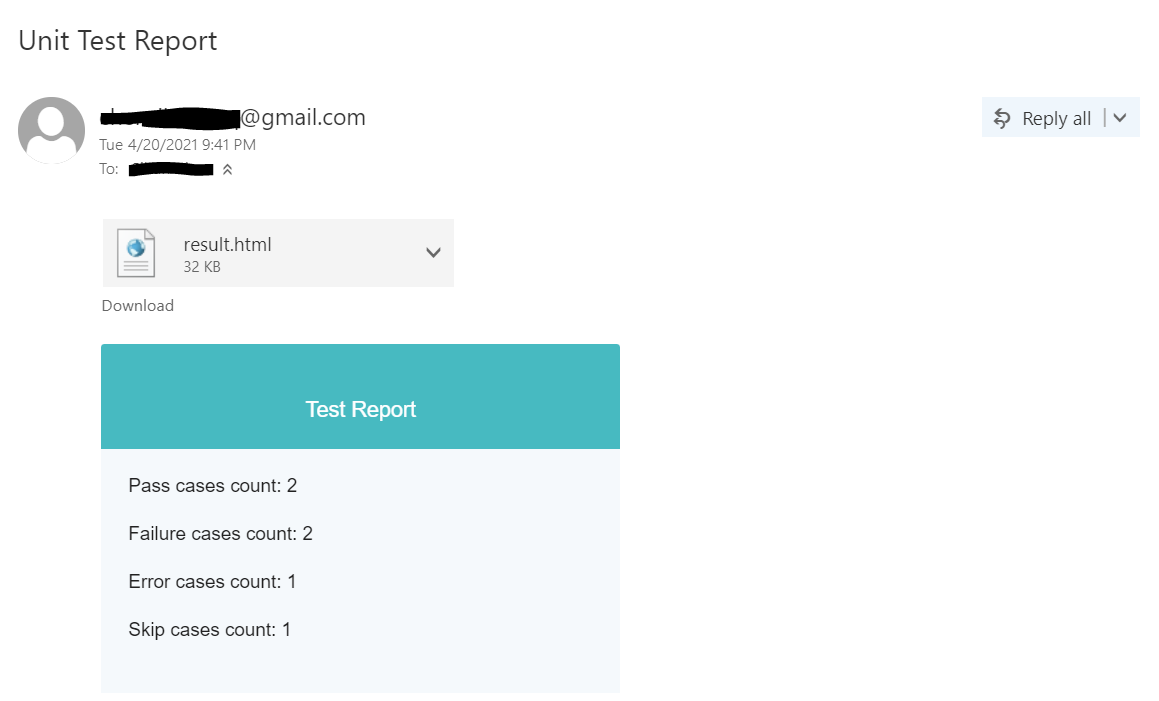 Unit Test Report
@gmail.com
Reply all
Tue 4/20/2021 9:41 PM
To:
result.html
32 KB
Download
Test Report
Pass cases count: 2
Failure cases count: 2
Error cases count: 1
Skip cases count: 1